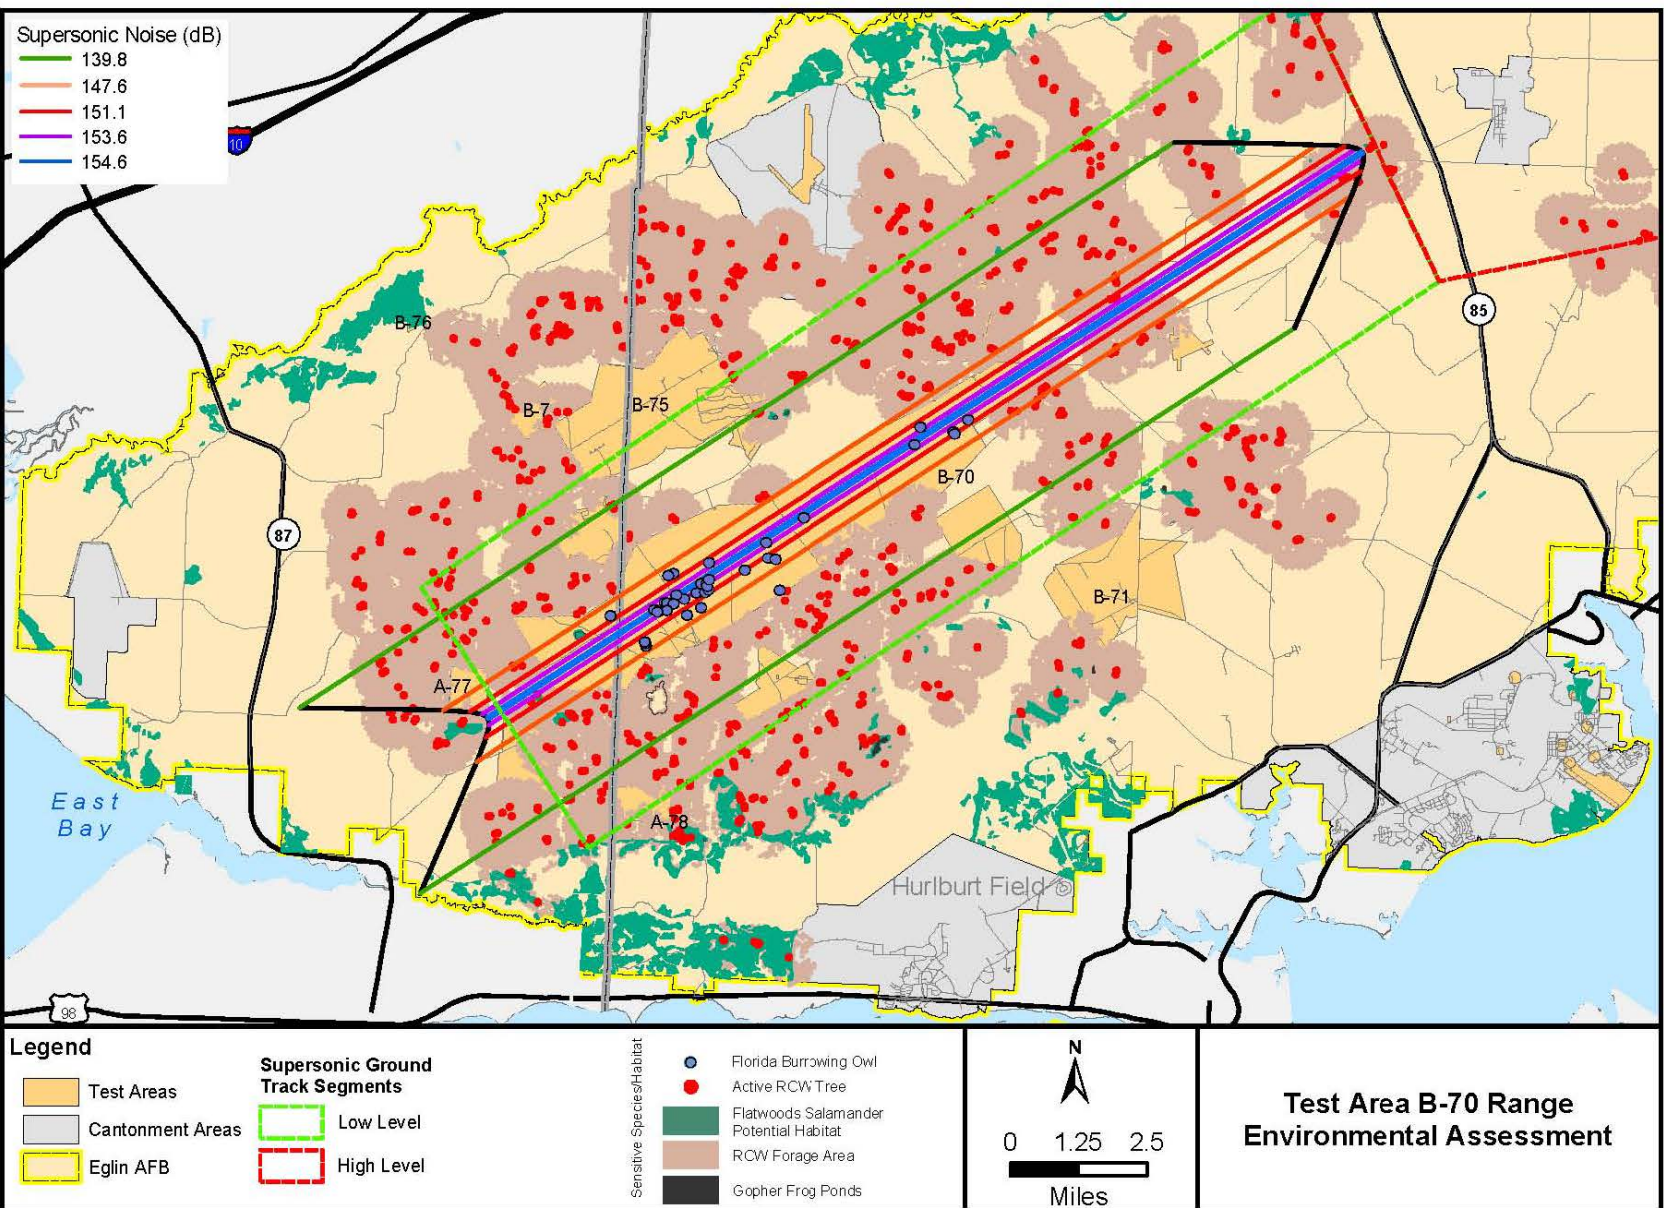 Supersonic Noise (dB)
139.8
147.6
151.1
153.6
154.6
10
B-76
85
B-7
B-75
B-70
87
B-71
A-77
East
Bay
A-78
Hurlburt Field
98
Legend
Test Areas
Cantonment Areas
Eglin AFB
Supersonic Ground
Track Segments
Low Level
High Level
Sensitive Species/Habitat
Florida Burrowing Owl
Active RCW Tree
Flatwoods Salamander
Potential Habitat
RCW Forage Area
Gopher Frog Ponds
N
0 1.25 2.5
Miles
Test Area B-70 Range
Environmental Assessment